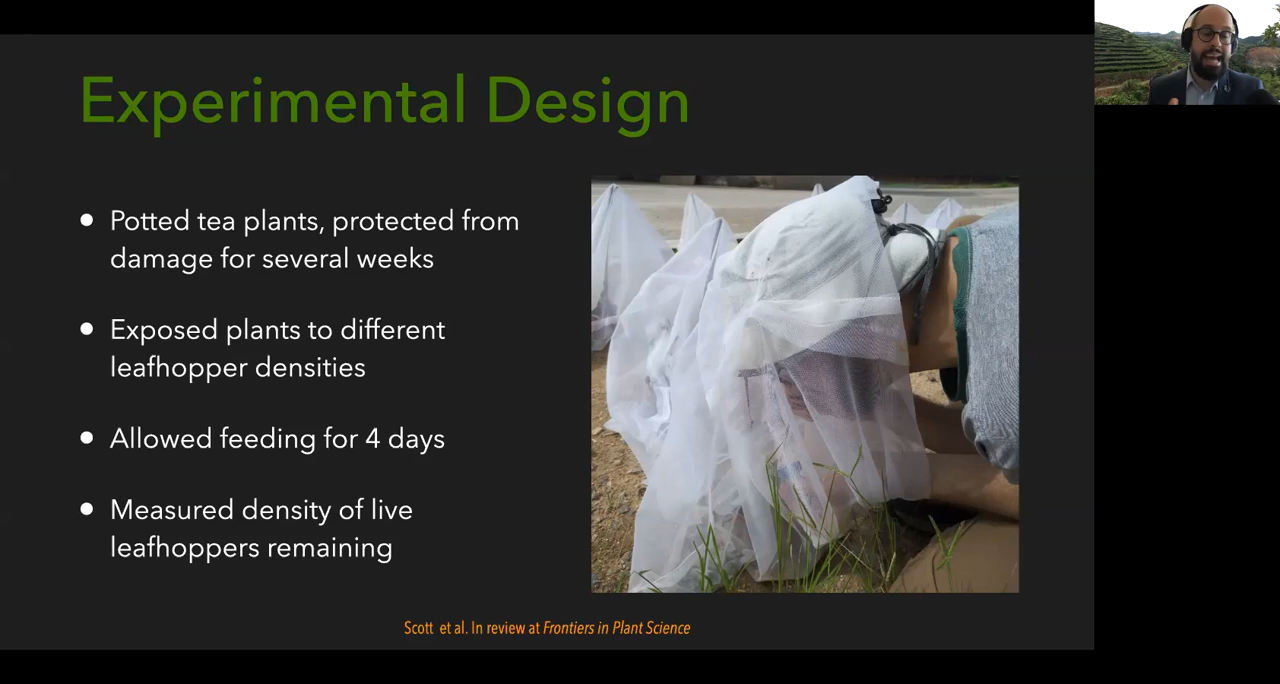 Experimental Design
• Potted tea plants, protected from
damage for several weeks
• Exposed plants to different
leafhopper densities
• Allowed feeding for 4 days
• Measured density of live
leafhoppers remaining
Scott et al. In review at Frontiers in Plant Science